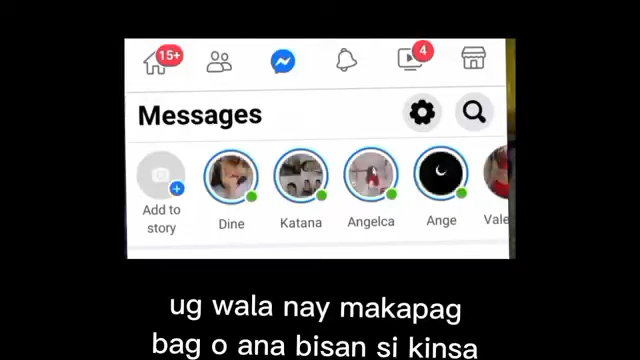 15+
4
Messages
Add to
story
Dine
Katana
Angelca
Ange
Vale
ug wala nay makapag
bag o ana bisan si kinsa